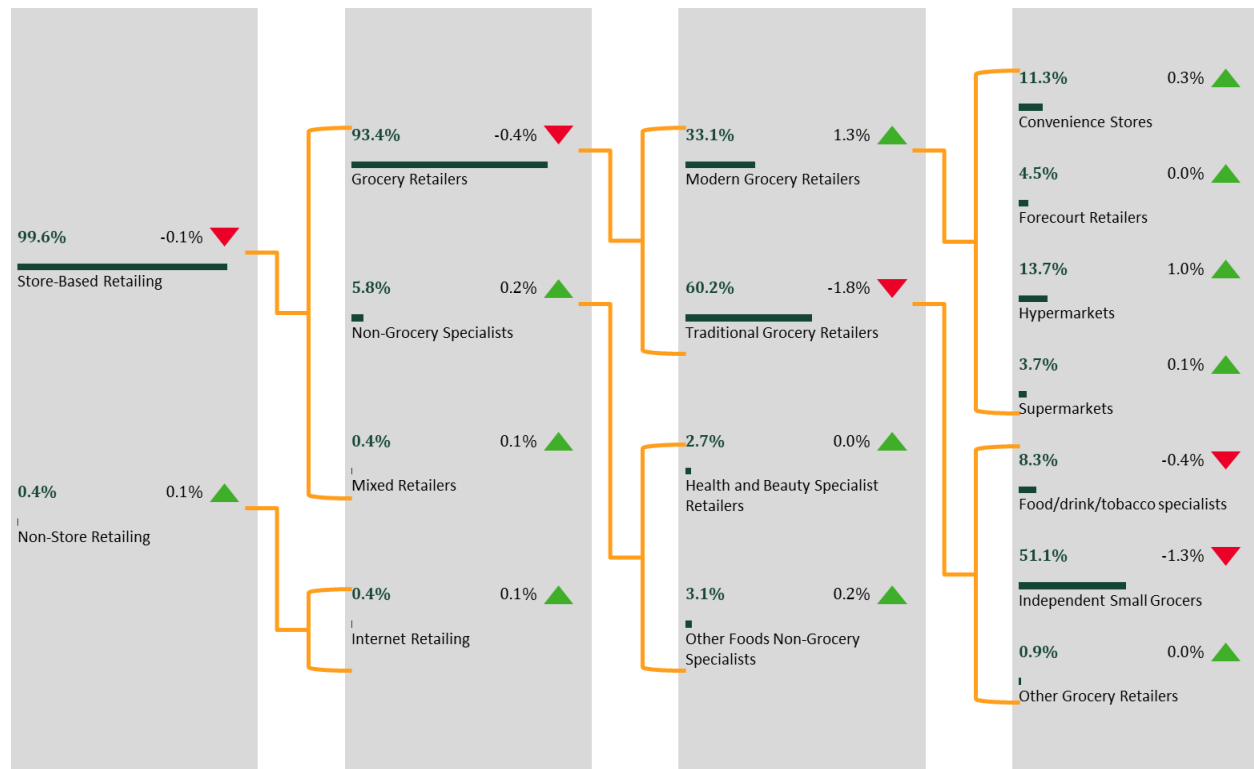 99.6% -0.1%
Store-Based Retailing
0.4% 0.1%
Non-Store Retailing
93.4% -0.4%
Grocery Retailers
5.8% 0.2%
Non-Grocery Specialists
0.4% 0.1%
Mixed Retailers
0.4% 0.1%
Internet Retailing
33.1% 1.3%
Modern Grocery Retailers
60.2% -1.8%
Traditional Grocery Retailers
2.7% 0.0%
Health and Beauty Specialist
Retailers
3.1% 0.2%
Other Foods Non-Grocery
Specialists
11.3% 0.3%
Convenience Stores
4.5% 0.0%
Forecourt Retailers
13.7% 1.0%
Hypermarkets
3.7% 0.1%
Supermarkets
8.3% -0.4%
Food/drink/tobacco specialists
51.1% -1.3%
Independent Small Grocers
0.9% 0.0%
Other Grocery Retailers